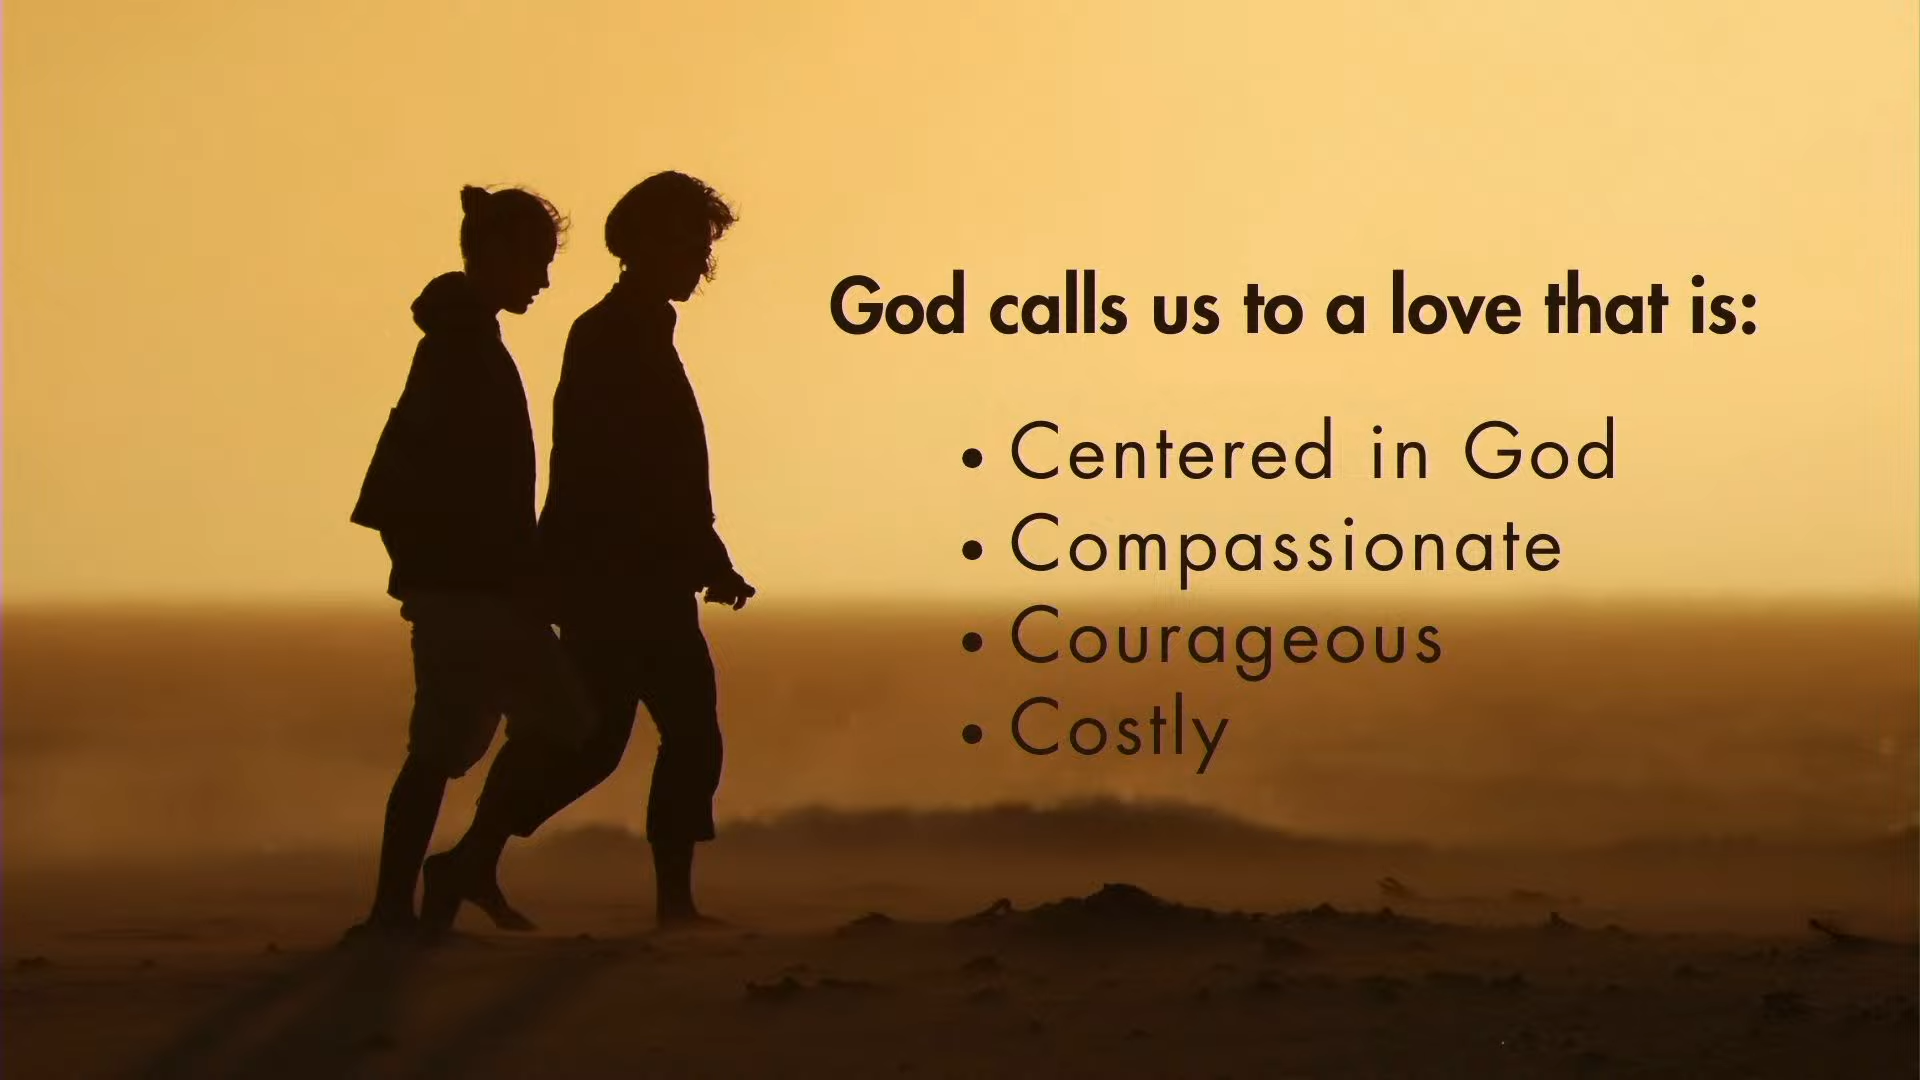 God calls us to a love that is:
• Centered in God
• Compassionate
• Courageous
• Costly